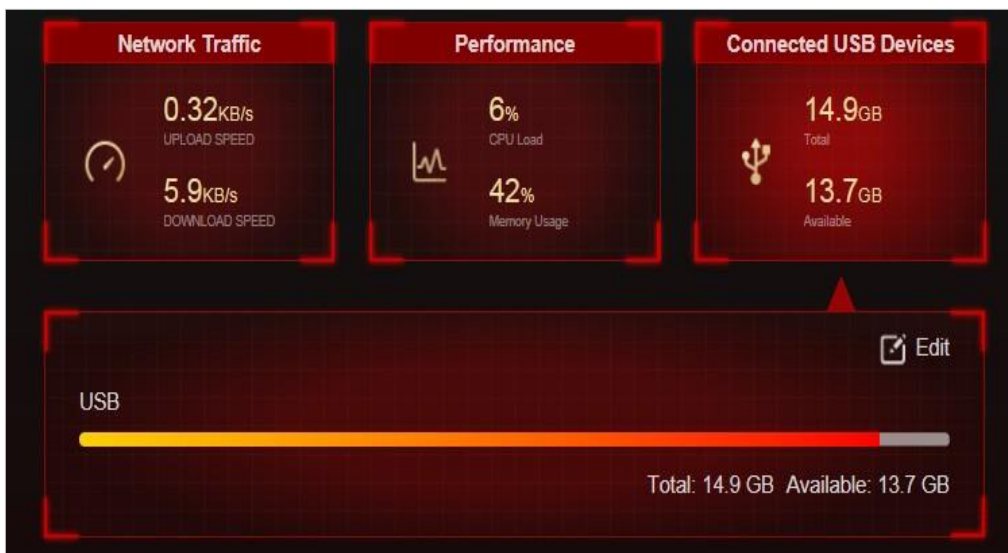 Network Traffic
0.32KB/s
UPLOAD SPEED
5.9KB/s
DOWNLOAD SPEED
Performance
6%
CPU Load
42%
Memory Usage
Connected USB Devices
14.9GB
Total
13.7GB
Available
Edit
USB
Total: 14.9 GB Available: 13.7 GB